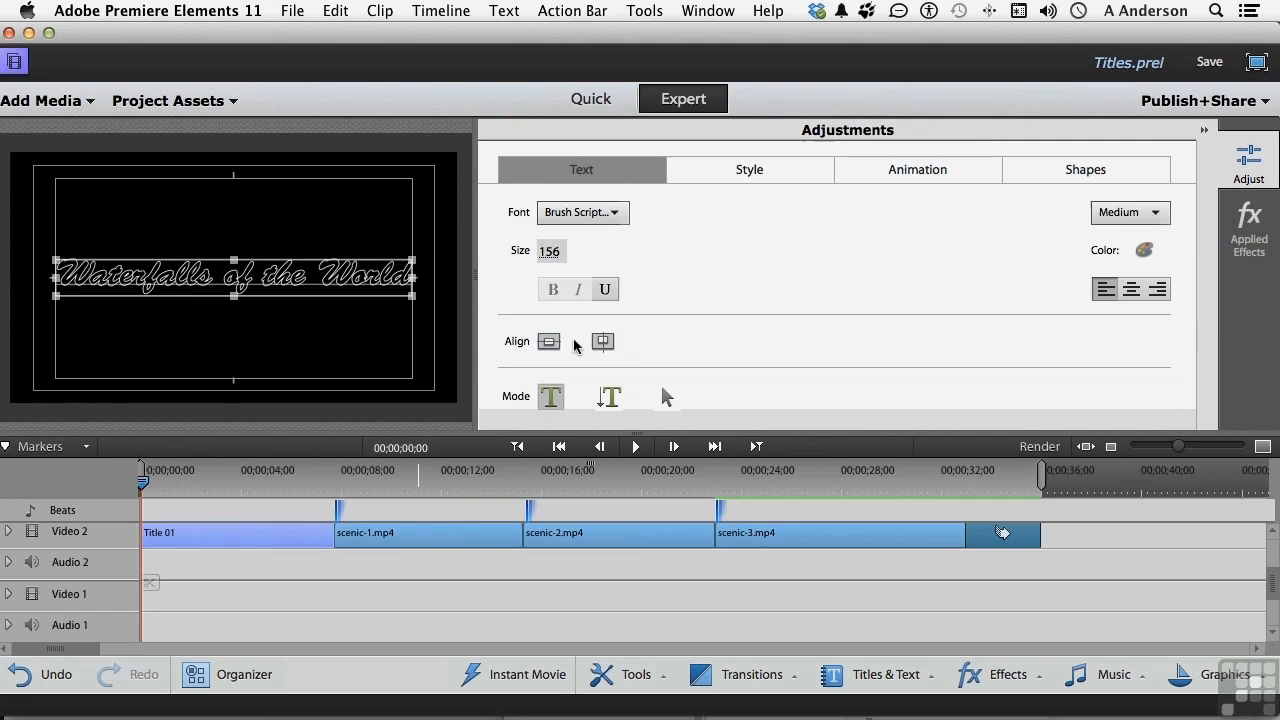 Adobe Premiere Elements 11 File Edit Clip Timeline Text Action Bar Tools Window Help A Anderson
Titles.prel Save
Add Media Project Assets Quick Expert Publish+Share
Adjustments
Text Style Animation Shapes
Adjust
Font Brush Script... Medium
Size 156 Color:
fx
Applied
Effects
B I U
Waterfalls of the World
Align
Mode T T
Markers 00;00;00;00 Render
00;00;00;00 00;00;04;00 00;00;08;00 00;00;12;00 00;00;16;00 00;00;20;00 00;00;24;00 00;00;28;00 00;00;32;00 00;00;36;00 00;00;40;00 00;00;
Beats
Video 2 Title 01 scenic-1.mp4 scenic-2.mp4 scenic-3.mp4
Audio 2
Video 1
Audio 1
Undo Redo Organizer Instant Movie Tools Transitions T Titles & Text fx Effects Music Graphics